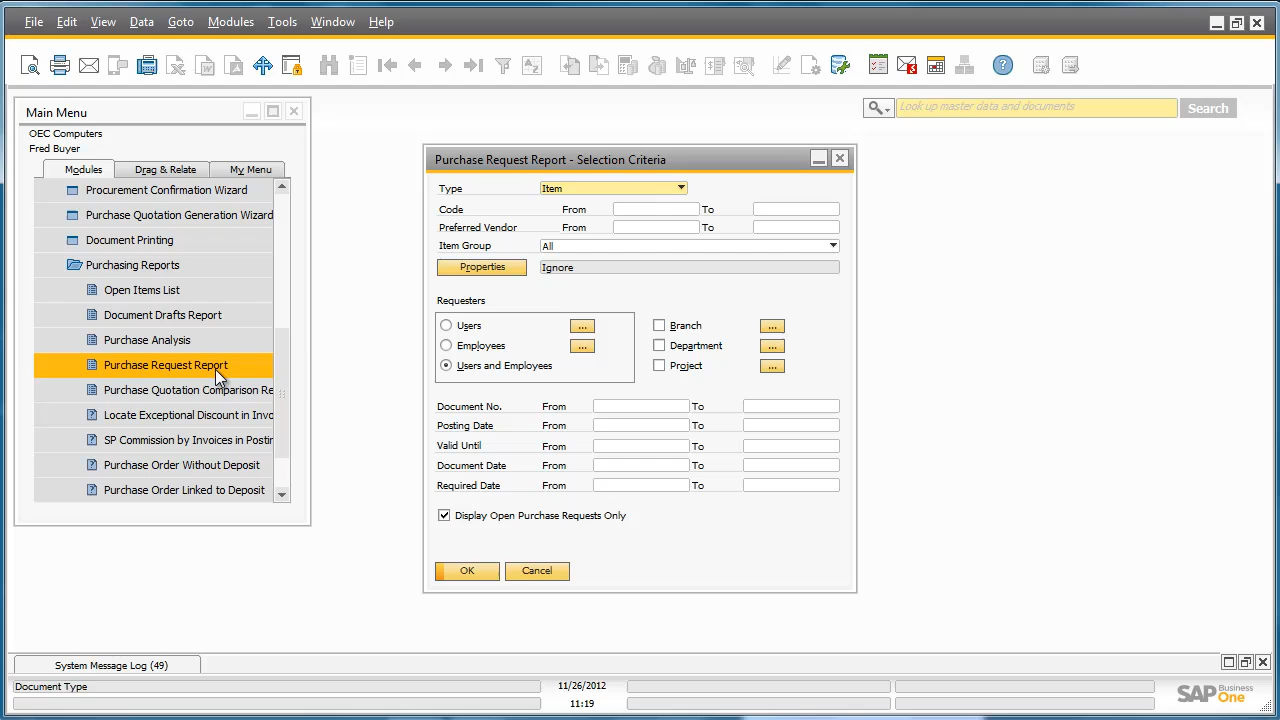 File Edit View Data Goto Modules Tools Window Help
Look up master data and documents Search
Main Menu
OEC Computers
Fred Buyer
Modules Drag & Relate My Menu
Procurement Confirmation Wizard
Purchase Quotation Generation Wizard
Document Printing
Purchasing Reports
Open Items List
Document Drafts Report
Purchase Analysis
Purchase Request Report
Purchase Quotation Comparison Re
Locate Exceptional Discount in Invo
SP Commission by Invoices in Postin
Purchase Order Without Deposit
Purchase Order Linked to Deposit
Purchase Request Report - Selection Criteria
Type Item
Code From To
Preferred Vendor From To
Item Group All
Properties Ignore
Requesters
Users ... Branch ...
Employees ... Department ...
Users and Employees Project ...
Document No. From To
Posting Date From To
Valid Until From To
Document Date From To
Required Date From To
Display Open Purchase Requests Only
OK Cancel
System Message Log (49)
Document Type 11/26/2012
11:19
SAP Business One